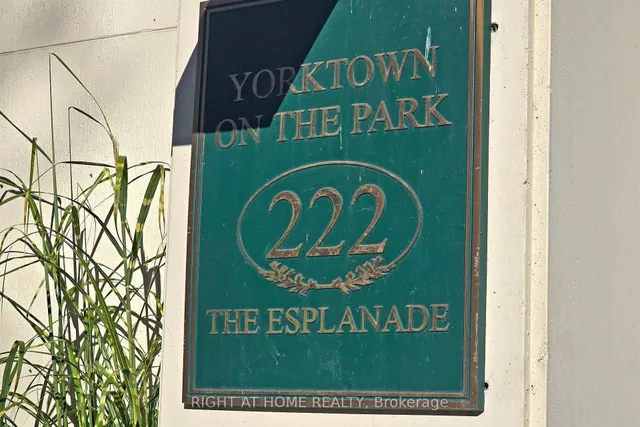 YORKTOWN
ON THE PARK
222
THE ESPLANADE
RIGHT AT HOME REALTY, Brokerage